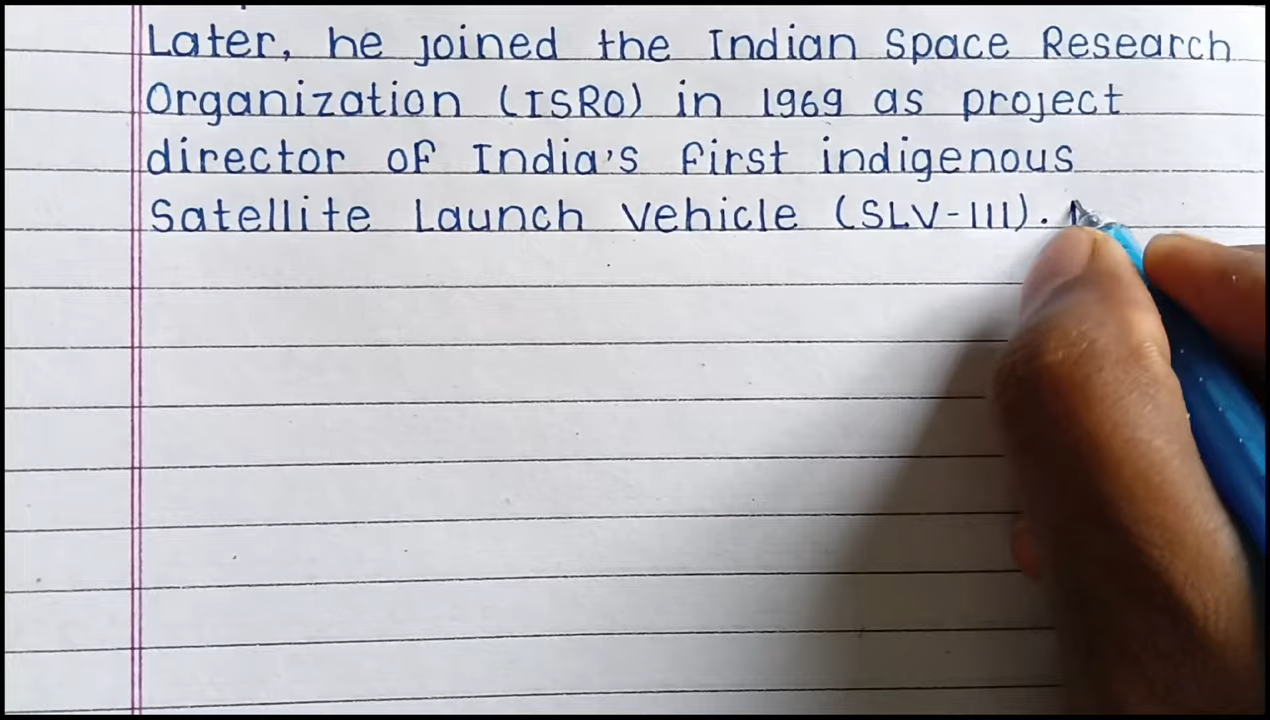 Later, he joined the Indian Space Research
Organization (ISRO) in 1969 as project
director of India's first indigenous
Satellite Launch Vehicle (SLV-III).